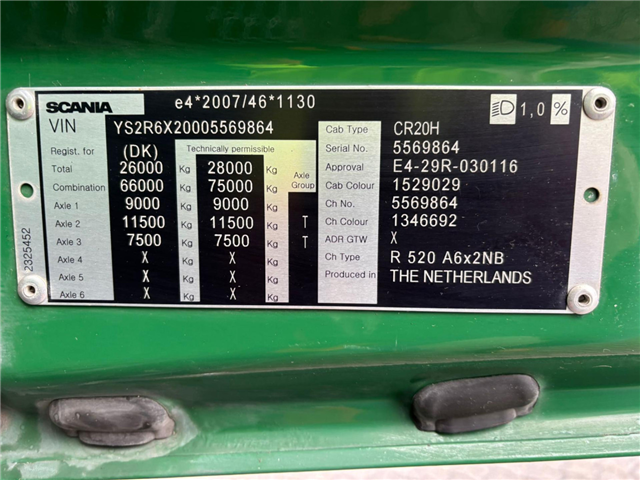 SCANIA e4*2007/46*1130 1,0 %
VIN YS2R6X20005569864
Regist. for (DK) Technically permissible
Total 26000 Kg 28000 Kg Axle Group
Combination 66000 Kg 75000 Kg
Axle 1 9000 Kg 9000 Kg
Axle 2 11500 Kg 11500 Kg T
Axle 3 7500 Kg 7500 Kg T
Axle 4 X Kg X Kg
Axle 5 X Kg X Kg
Axle 6 X Kg X Kg
Cab Type CR20H
Serial No. 5569864
Approval E4-29R-030116
Cab Colour 1529029
Ch No. 5569864
Ch Colour 1346692
ADR GTW X
Ch Type R 520 A6x2NB
Produced in THE NETHERLANDS
2325452